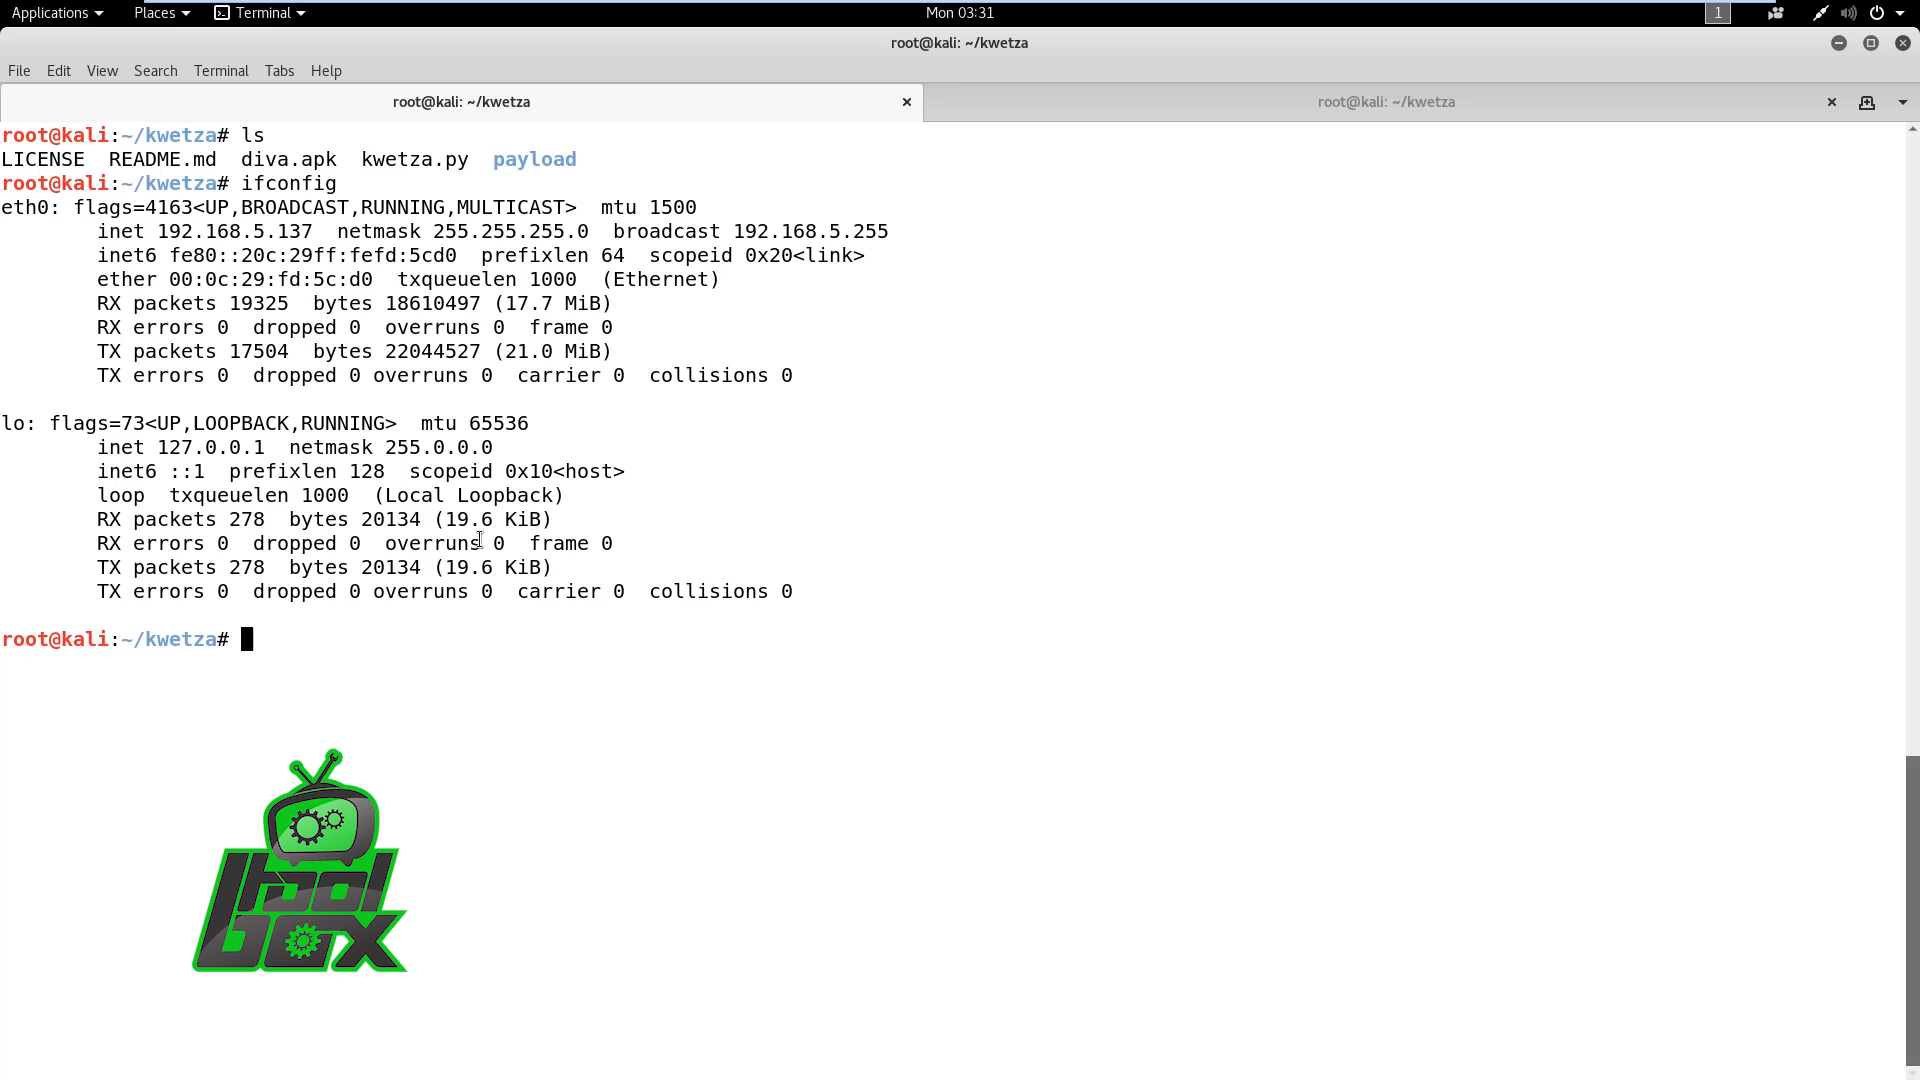 Applications Places Terminal Mon 03:31 1
root@kali: ~/kwetza
File Edit View Search Terminal Tabs Help
root@kali: ~/kwetza root@kali: ~/kwetza
root@kali:~/kwetza# ls
LICENSE README.md diva.apk kwetza.py payload
root@kali:~/kwetza# ifconfig
eth0: flags=4163<UP,BROADCAST,RUNNING,MULTICAST> mtu 1500
inet 192.168.5.137 netmask 255.255.255.0 broadcast 192.168.5.255
inet6 fe80::20c:29ff:fefd:5cd0 prefixlen 64 scopeid 0x20<link>
ether 00:0c:29:fd:5c:d0 txqueuelen 1000 (Ethernet)
RX packets 19325 bytes 18610497 (17.7 MiB)
RX errors 0 dropped 0 overruns 0 frame 0
TX packets 17504 bytes 22044527 (21.0 MiB)
TX errors 0 dropped 0 overruns 0 carrier 0 collisions 0
lo: flags=73<UP,LOOPBACK,RUNNING> mtu 65536
inet 127.0.0.1 netmask 255.0.0.0
inet6 ::1 prefixlen 128 scopeid 0x10<host>
loop txqueuelen 1000 (Local Loopback)
RX packets 278 bytes 20134 (19.6 KiB)
RX errors 0 dropped 0 overruns 0 frame 0
TX packets 278 bytes 20134 (19.6 KiB)
TX errors 0 dropped 0 overruns 0 carrier 0 collisions 0
root@kali:~/kwetza#
tool
box